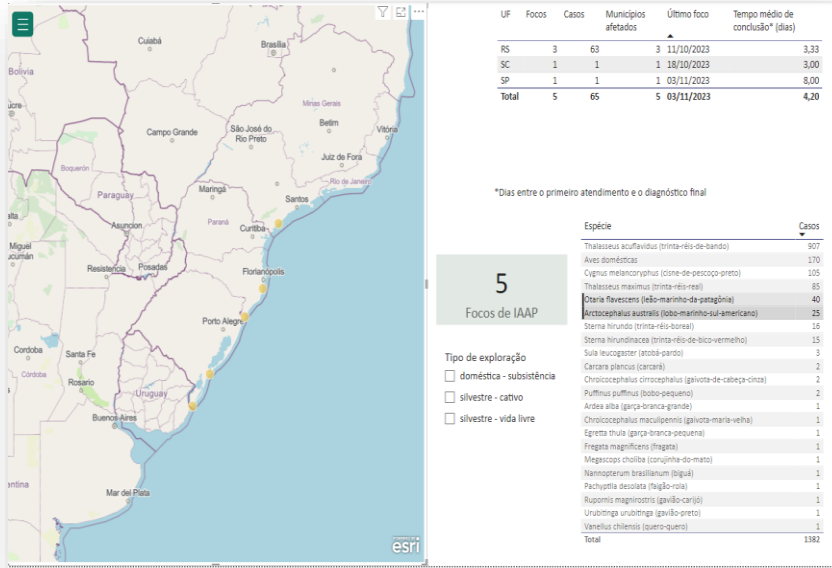 Cuiabá
Brasília
Bolivia
ucre
Minas Gerais
Campo Grande
São José do
Rio Preto
Betim
Vitória
Juiz de Fora
Boquerón
Rio de Janeiro
Paraguay
Maringá
Santos
alta
Asuncion
Paraná
Curitiba
Miguel
ucumán
Resistencia
Posadas
Florianópolis
Porto Alegre
Cordoba
Santa Fe
Córdoba
Rosario
Uruguay
Buenos Aires
entina
Mar del Plata
POWERED BY
esri
UF Focos Casos Municípios afetados Último foco Tempo médio de conclusão* (dias)
RS 3 63 3 11/10/2023 3,33
SC 1 1 1 18/10/2023 3,00
SP 1 1 1 03/11/2023 8,00
Total 5 65 5 03/11/2023 4,20
*Dias entre o primeiro atendimento e o diagnóstico final
5
Focos de IAAP
Tipo de exploração
doméstica - subsistência
silvestre - cativo
silvestre - vida livre
Espécie Casos
Thalasseus acuflavidus (trinta-réis-de-bando) 907
Aves domésticas 170
Cygnus melancoryphus (cisne-de-pescoço-preto) 105
Thalasseus maximus (trinta-réis-real) 85
Otaria flavescens (leão-marinho-da-patagônia) 40
Arctocephalus australis (lobo-marinho-sul-americano) 25
Sterna hirundo (trinta-réis-boreal) 16
Sterna hirundinacea (trinta-réis-de-bico-vermelho) 15
Sula leucogaster (atobá-pardo) 3
Carcara plancus (carcará) 2
Chroicocephalus cirrocephalus (gaivota-de-cabeça-cinza) 2
Puffinus puffinus (bobo-pequeno) 2
Ardea alba (garça-branca-grande) 1
Chroicocephala maculipennis (gaivota-maria-velha) 1
Egretta thula (garça-branca-pequena) 1
Fregata magnificens (fragata) 1
Megascops choliba (corujinha-do-mato) 1
Nannopterum brasilianum (biguá) 1
Pachyptila desolata (faigão-rola) 1
Rupornis magnirostris (gavião-carijó) 1
Urubitinga urubitinga (gavião-preto) 1
Vanellus chilensis (quero-quero) 1
Total 1382